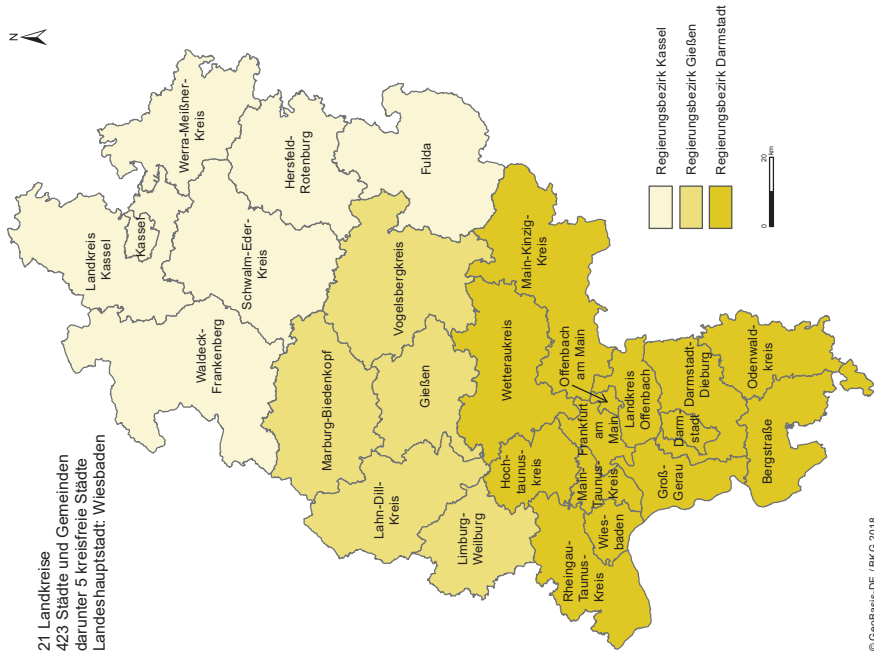 21 Landkreise
423 Städte und Gemeinden
darunter 5 kreisfreie Städte
Landeshauptstadt: Wiesbaden
N
Landkreis
Kassel
Kassel
Werra-Meißner-
Kreis
Waldeck-
Frankenberg
Schwalm-Eder-
Kreis
Hersfeld-
Rotenburg
Marburg-Biedenkopf
Vogelsbergkreis
Fulda
Lahn-Dill-
Kreis
Gießen
Limburg-
Weilburg
Wetteraukreis
Main-Kinzig-
Kreis
Hoch-
taunus-
kreis
Offenbach
am Main
Rheingau-
Taunus-
Kreis
Main-
Taunus-
Kreis
Frankfurt
am
Main
Wies-
baden
Landkreis
Offenbach
Groß-
Gerau
Darm-
stadt
Darmstadt-
Dieburg
Bergstraße
Odenwald-
kreis
Regierungsbezirk Kassel
Regierungsbezirk Gießen
Regierungsbezirk Darmstadt
0 20 km
© GeoBasis-DE / BKG 2018